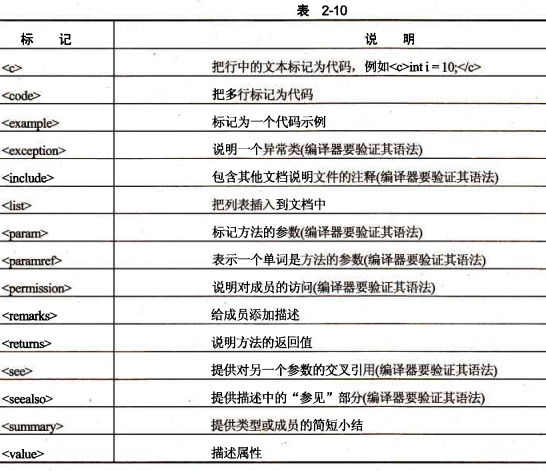 表 2-10
标 记 说 明
<c> 把行中的文本标记为代码，例如<c>int i = 10;</c>
<code> 把多行标记为代码
<example> 标记为一个代码示例
<exception> 说明一个异常类(编译器要验证其语法)
<include> 包含其他文档说明文件的注释(编译器要验证其语法)
<list> 把列表插入到文档中
<param> 标记方法的参数(编译器要验证其语法)
<paramref> 表示一个单词是方法的参数(编译器要验证其语法)
<permission> 说明对成员的访问(编译器要验证其语法)
<remarks> 给成员添加描述
<returns> 说明方法的返回值
<see> 提供对另一个参数的交叉引用(编译器要验证其语法)
<seealso> 提供描述中的“参见”部分(编译器要验证其语法)
<summary> 提供类型或成员的简短小结
<value> 描述属性